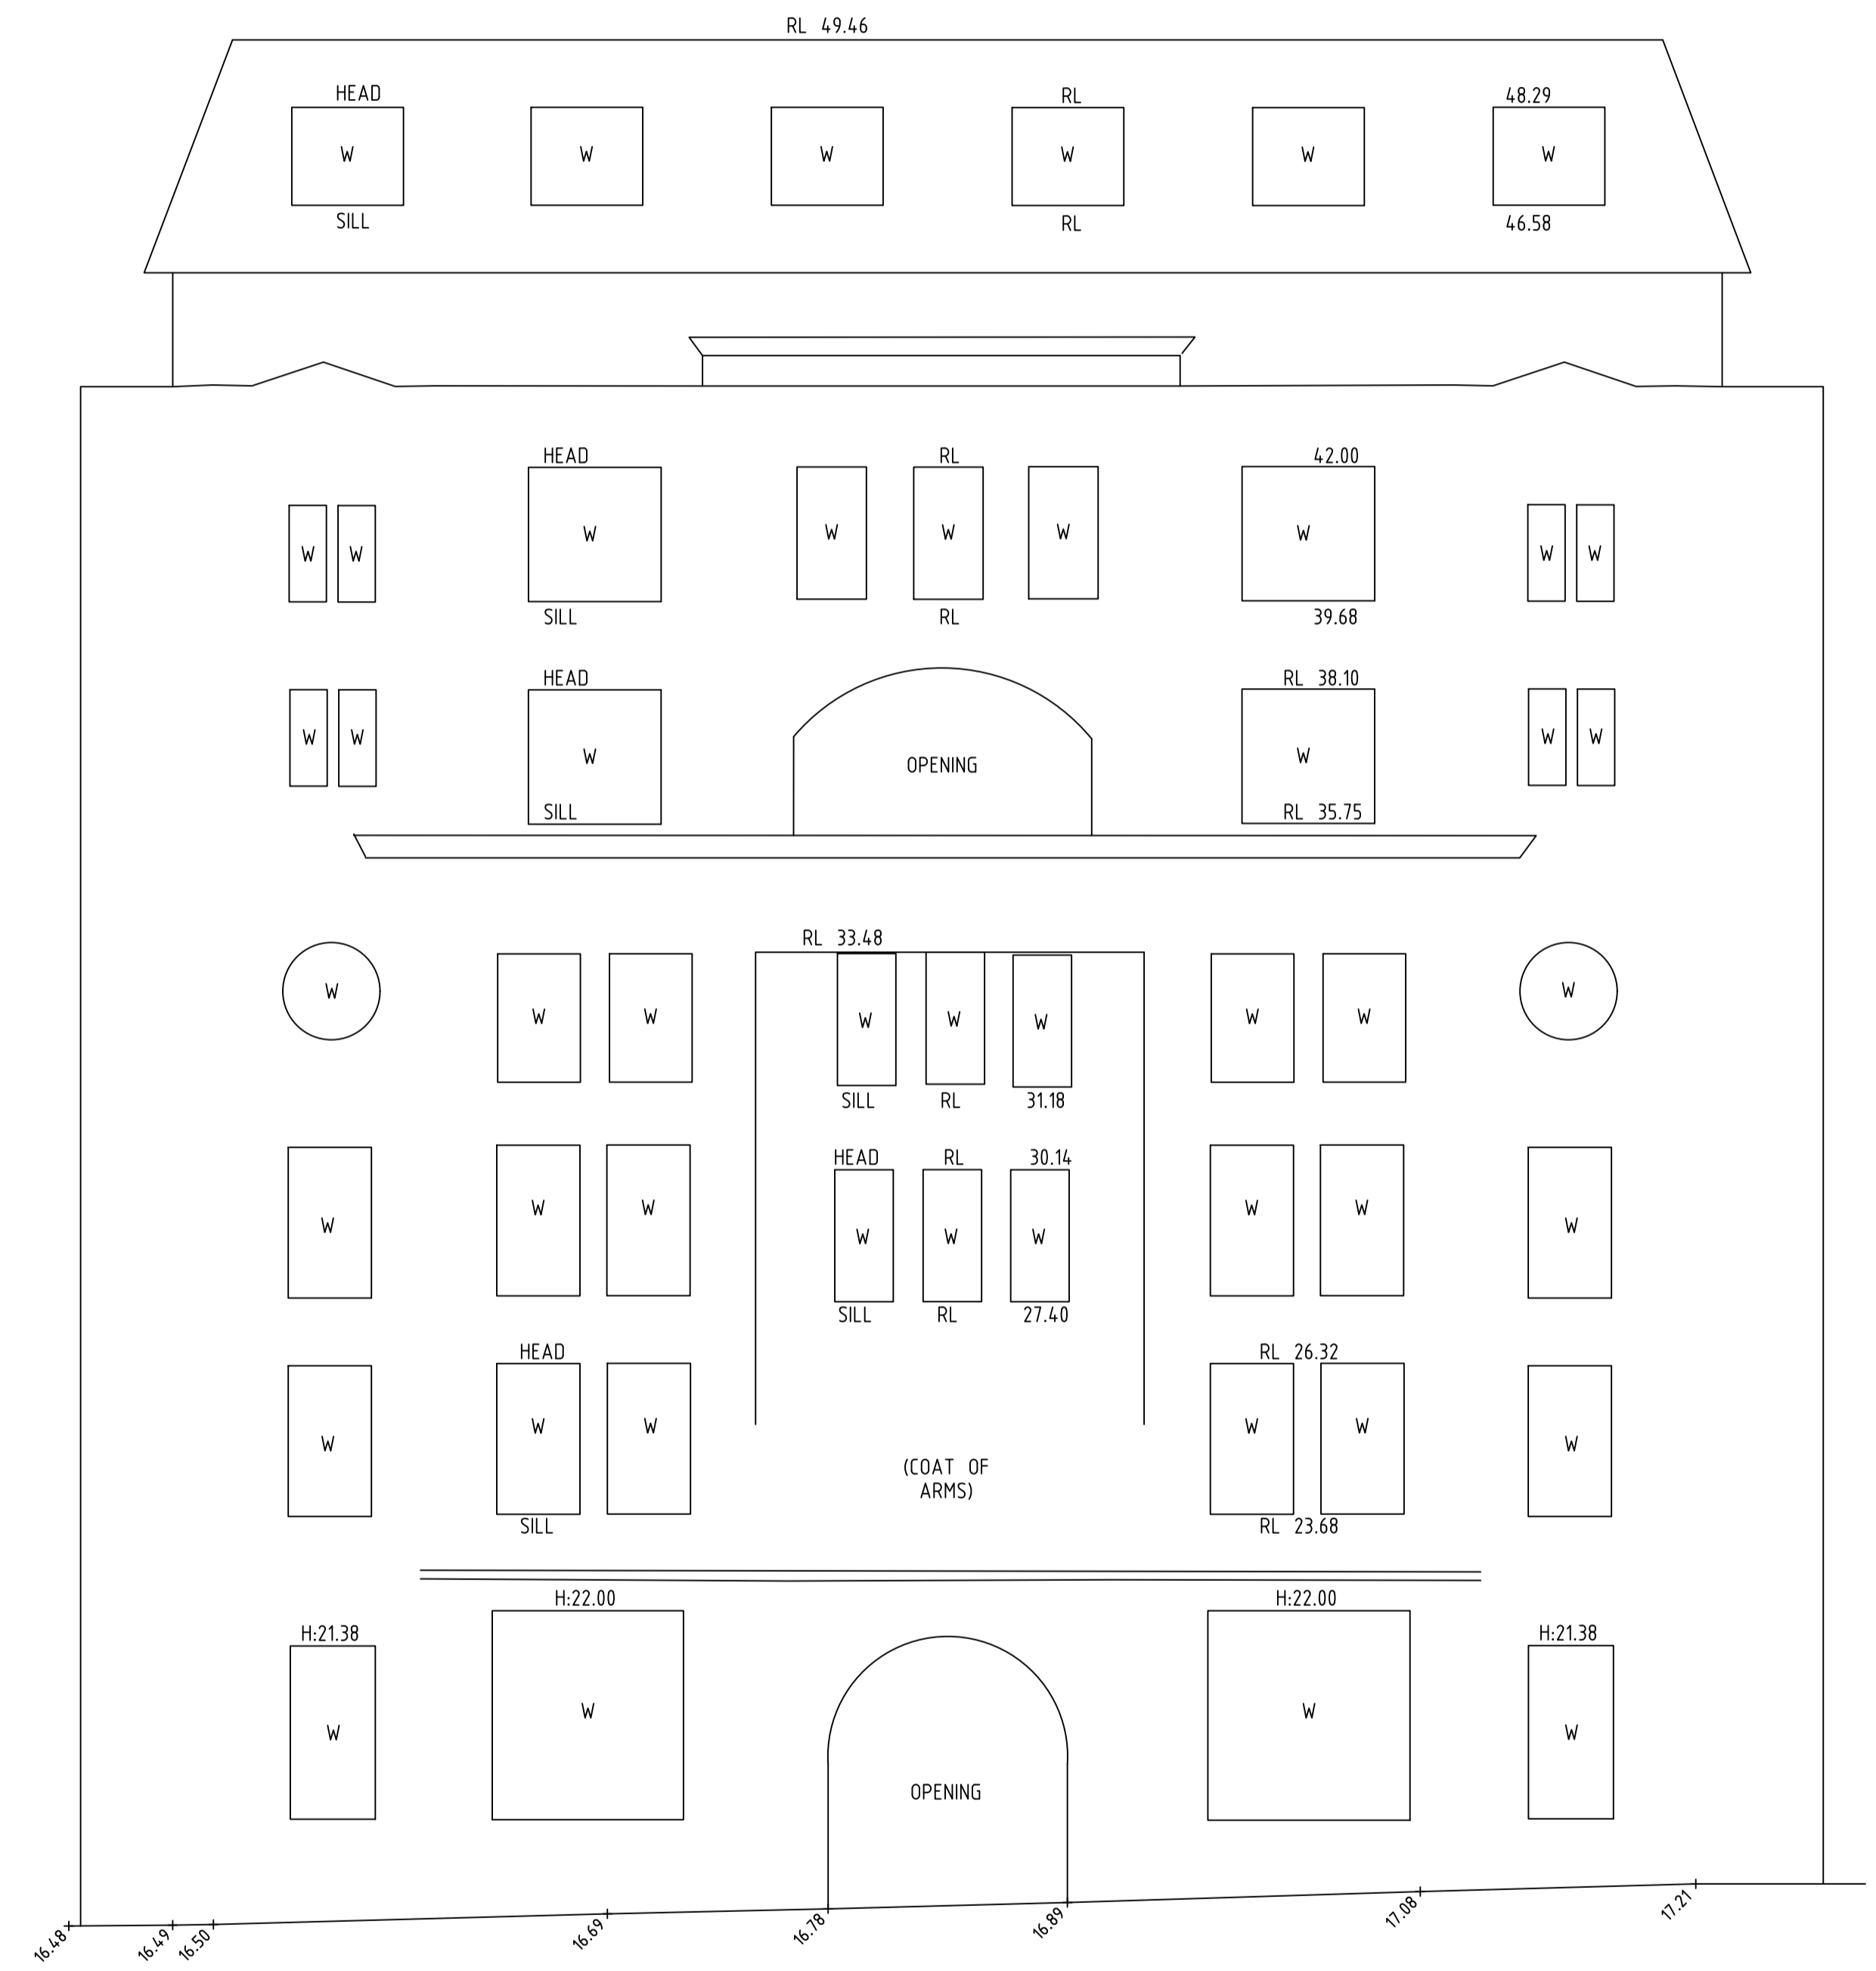 RL 49.46
HEAD RL 48.29
W W W W W W
SILL RL 46.58
HEAD RL 42.00
W W W W W W W W W
SILL RL 39.68
HEAD RL 38.10
W W W W W W
OPENING
SILL RL 35.75
RL 33.48
W W W W W W W W W
SILL RL 31.18
HEAD RL 30.14
W W W W W W W W W
SILL RL 27.40
HEAD RL 26.32
W W W W W W
(COAT OF
ARMS)
SILL RL 23.68
H:22.00 H:22.00
H:21.38 H:21.38
W W W W
OPENING
16.48 16.49 16.50 16.69 16.78 16.89 17.08 17.21